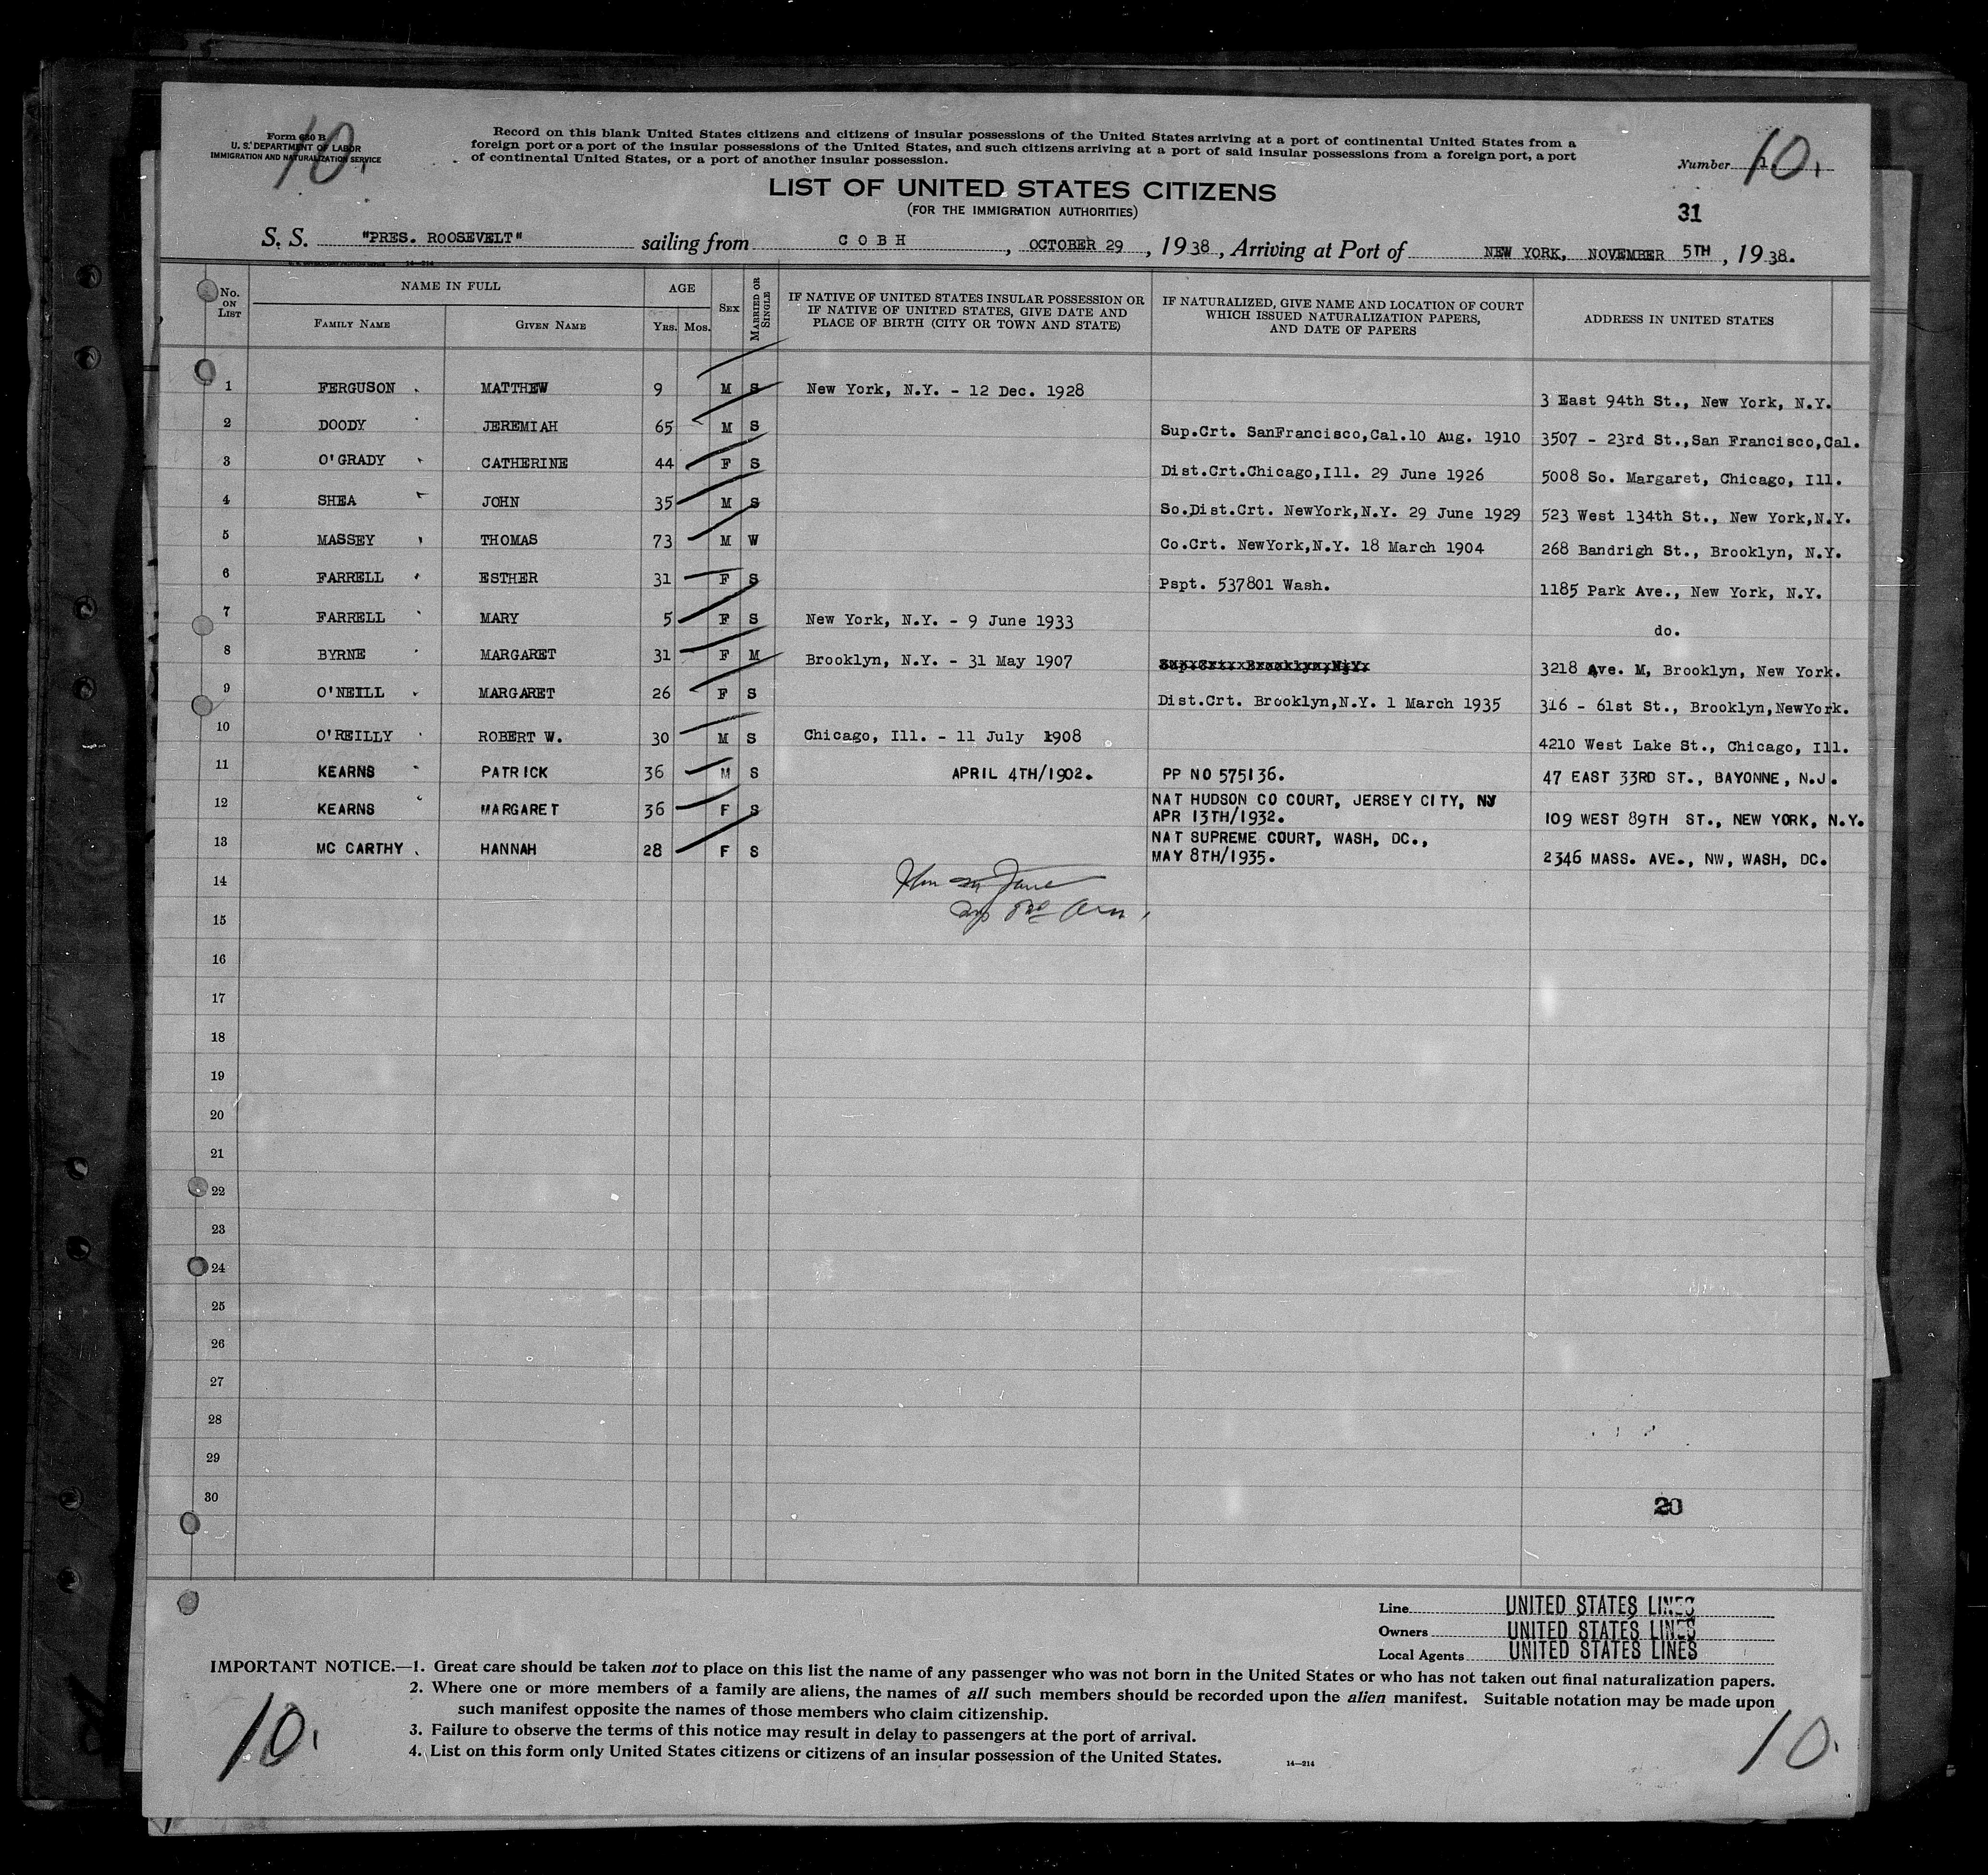 Form 630 B
U. S. DEPARTMENT OF LABOR
IMMIGRATION AND NATURALIZATION SERVICE
10.
Record on this blank United States citizens and citizens of insular possessions of the United States arriving at a port of continental United States from a
foreign port or a port of the insular possessions of the United States, and such citizens arriving at a port of said insular possessions from a foreign port, a port
of continental United States, or a port of another insular possession.
Number 1. 10.
LIST OF UNITED STATES CITIZENS
(FOR THE IMMIGRATION AUTHORITIES)
31
S. S. "PRES. ROOSEVELT" sailing from COBH, OCTOBER 29, 1938, Arriving at Port of NEW YORK, NOVEMBER 5TH, 1938.
No. ON LIST NAME IN FULL FAMILY NAME GIVEN NAME AGE YRS. MOS. SEX MARRIED OR SINGLE IF NATIVE OF UNITED STATES INSULAR POSSESSION OR IF NATIVE OF UNITED STATES, GIVE DATE AND PLACE OF BIRTH (CITY OR TOWN AND STATE) IF NATURALIZED, GIVE NAME AND LOCATION OF COURT WHICH ISSUED NATURALIZATION PAPERS, AND DATE OF PAPERS ADDRESS IN UNITED STATES
1 FERGUSON MATTHEW 9 M S New York, N.Y. - 12 Dec. 1928 3 East 94th St., New York, N.Y.
2 DOODY JEREMIAH 65 M S Sup.Crt. SanFrancisco,Cal.10 Aug. 1910 3507 - 23rd St.,San Francisco,Cal.
3 O'GRADY CATHERINE 44 F S Dist.Crt.Chicago,Ill. 29 June 1926 5008 So. Margaret, Chicago, Ill.
4 SHEA JOHN 35 M S So.Dist.Crt. NewYork,N.Y. 29 June 1929 523 West 134th St., New York,N.Y.
5 MASSEY THOMAS 73 M W Co.Crt. NewYork,N.Y. 18 March 1904 268 Bandrigh St., Brooklyn, N.Y.
6 FARRELL ESTHER 31 F S Pspt. 537801 Wash. 1185 Park Ave., New York, N.Y.
7 FARRELL MARY 5 F S New York, N.Y. - 9 June 1933 do.
8 BYRNE MARGARET 31 F M Brooklyn, N.Y. - 31 May 1907 3218 Ave. M, Brooklyn, New York.
9 O'NEILL MARGARET 26 F S Dist.Crt. Brooklyn,N.Y. 1 March 1935 316 - 61st St., Brooklyn,NewYork.
10 O'REILLY ROBERT W. 30 M S Chicago, Ill. - 11 July 1908 4210 West Lake St., Chicago, Ill.
11 KEARNS PATRICK 36 M S APRIL 4TH/1902. PP NO 575136. 47 EAST 33RD ST., BAYONNE, N.J.
12 KEARNS MARGARET 36 F S NAT HUDSON CO COURT, JERSEY CITY, NJ
APR 13TH/1932. 109 WEST 89TH ST., NEW YORK, N.Y.
13 MC CARTHY HANNAH 28 F S NAT SUPREME COURT, WASH, DC.,
MAY 8TH/1935. 2346 MASS. AVE., NW, WASH, DC.
14
15
16
17
18
19
20
21
22
23
24
25
26
27
28
29
30
20
Line UNITED STATES LINES
Owners UNITED STATES LINES
Local Agents UNITED STATES LINES
IMPORTANT NOTICE.—1. Great care should be taken not to place on this list the name of any passenger who was not born in the United States or who has not taken out final naturalization papers.
2. Where one or more members of a family are aliens, the names of all such members should be recorded upon the alien manifest. Suitable notation may be made upon
such manifest opposite the names of those members who claim citizenship.
3. Failure to observe the terms of this notice may result in delay to passengers at the port of arrival.
4. List on this form only United States citizens or citizens of an insular possession of the United States.
14—214
10.
10.